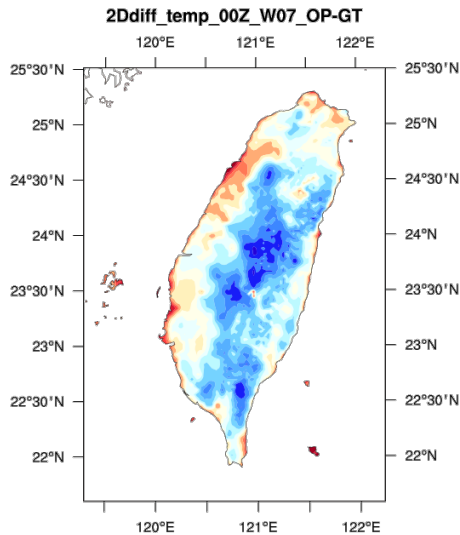 2Ddiff_temp_00Z_W07_OP-GT
120°E 121°E 122°E
25°30'N 25°30'N
25°N 25°N
24°30'N 24°30'N
24°N 24°N
23°30'N 23°30'N
23°N 23°N
22°30'N 22°30'N
22°N 22°N
120°E 121°E 122°E